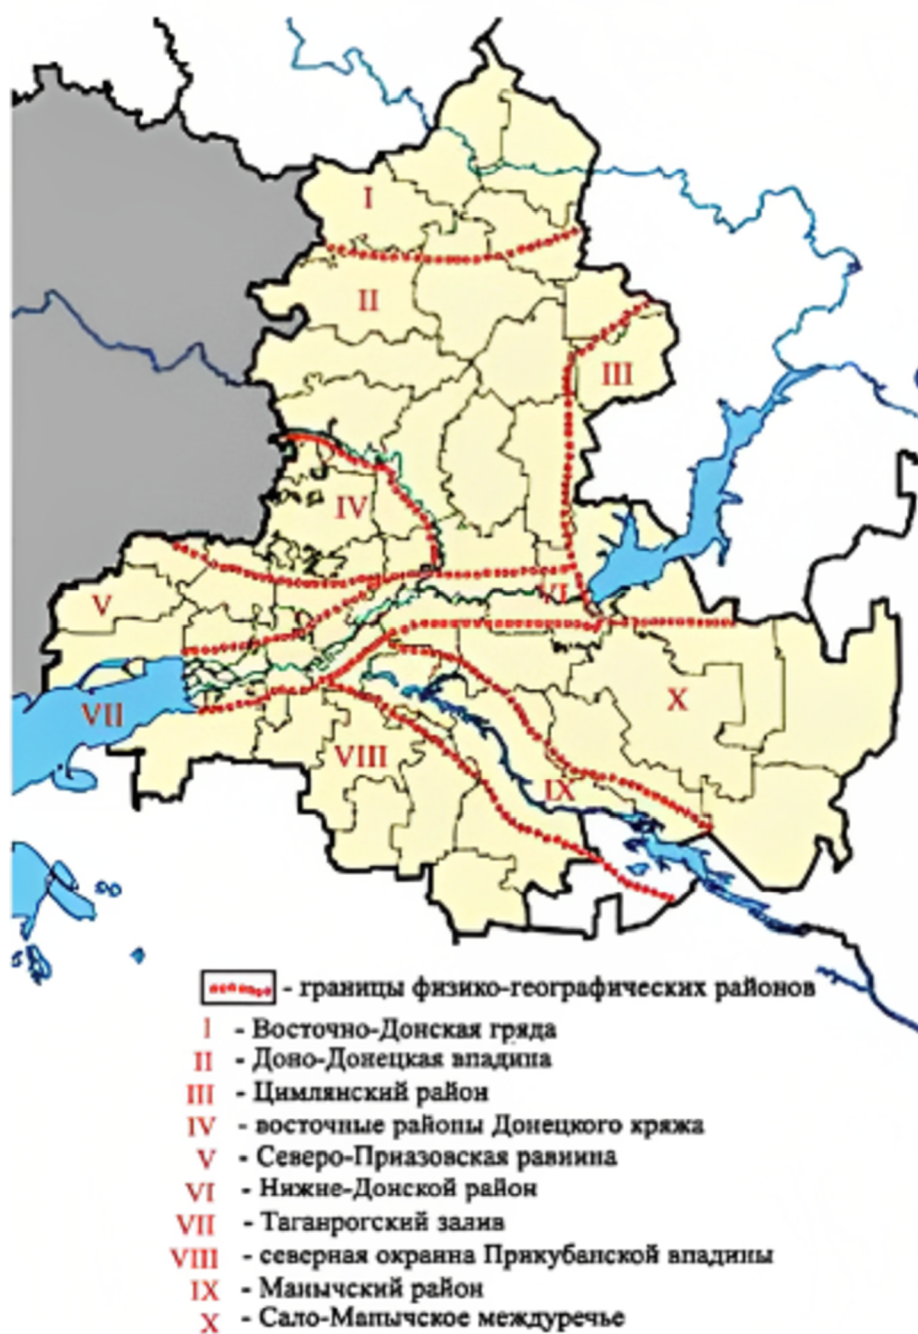 I
II
III
IV
V
VI
VII
VIII
IX
X
- границы физико-географических районов
I - Восточно-Донская гряда
II - Доно-Донецкая впадина
III - Цимлянский район
IV - восточные районы Донецкого кряжа
V - Северо-Приазовская равнина
VI - Нижне-Донской район
VII - Таганрогский залив
VIII - северная окраина Прикубанской впадины
IX - Манычский район
X - Сало-Манычское междуречье